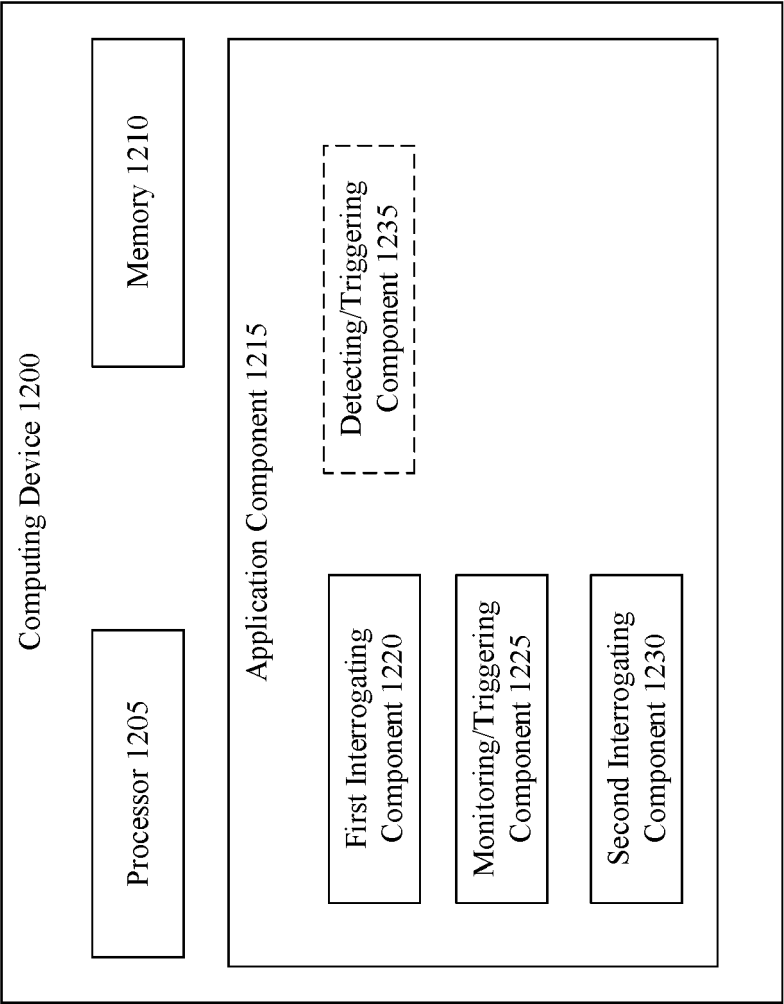 Computing Device 1200
Processor 1205
Memory 1210
Application Component 1215
First Interrogating
Component 1220
Detecting/Triggering
Component 1235
Monitoring/Triggering
Component 1225
Second Interrogating
Component 1230